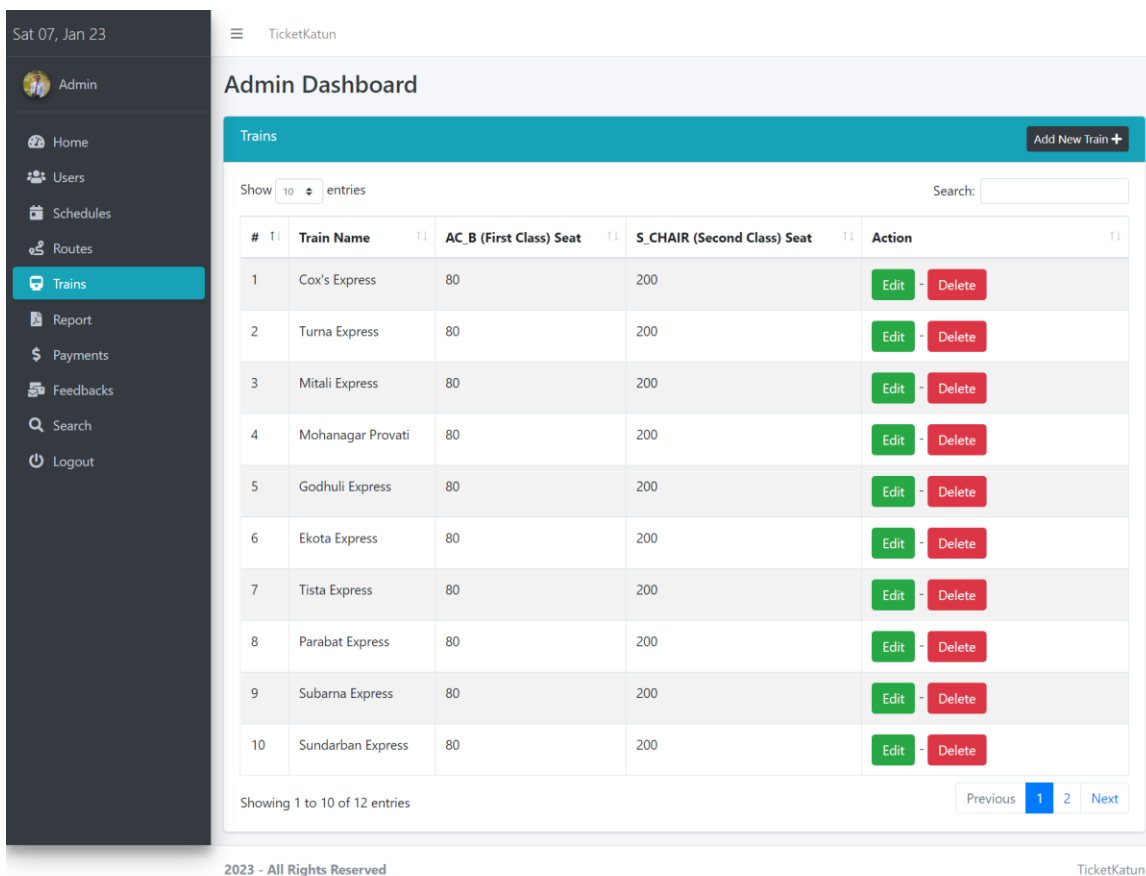 Sat 07, Jan 23
TicketKatun
Admin
Home
Users
Schedules
Routes
Trains
Report
Payments
Feedbacks
Search
Logout
Admin Dashboard
Trains
Add New Train
Show 10 entries
Search:
# Train Name AC_B (First Class) Seat S_CHAIR (Second Class) Seat Action
1 Cox's Express 80 200 Edit - Delete
2 Turna Express 80 200 Edit - Delete
3 Mitali Express 80 200 Edit - Delete
4 Mohanagar Provati 80 200 Edit - Delete
5 Godhuli Express 80 200 Edit - Delete
6 Ekota Express 80 200 Edit - Delete
7 Tista Express 80 200 Edit - Delete
8 Parabat Express 80 200 Edit - Delete
9 Subarna Express 80 200 Edit - Delete
10 Sundarban Express 80 200 Edit - Delete
Showing 1 to 10 of 12 entries
Previous 1 2 Next
2023 - All Rights Reserved
TicketKatun